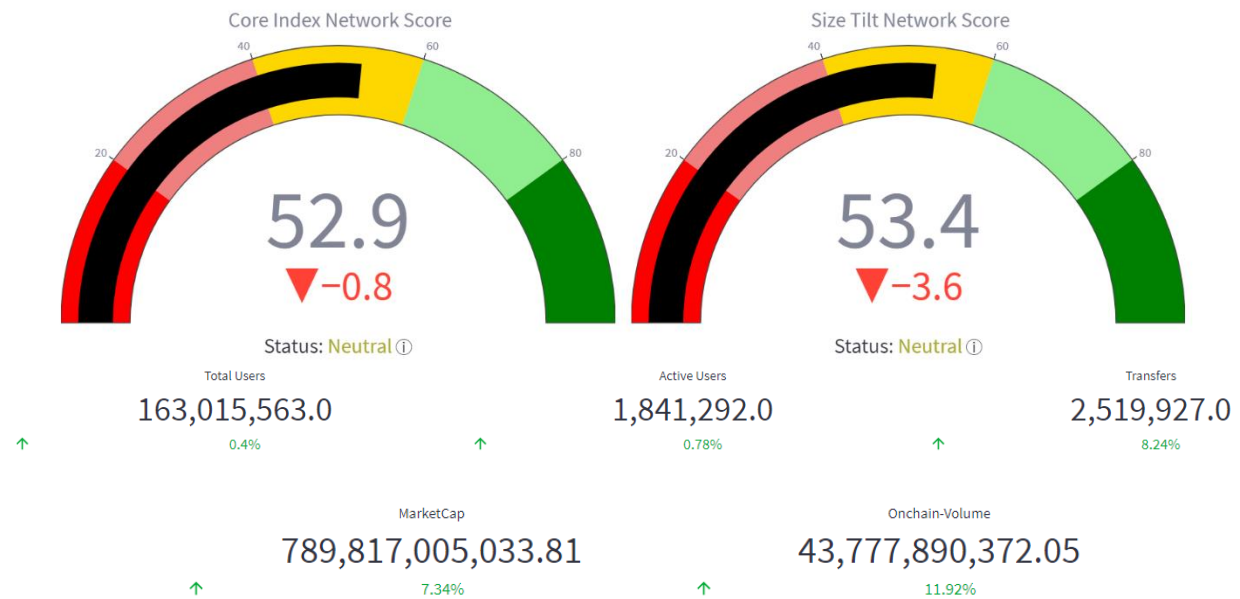 Core Index Network Score
Size Tilt Network Score
40
60
20
80
52.9
▼−0.8
Status: Neutral ⓘ
40
60
20
80
53.4
▼−3.6
Status: Neutral ⓘ
Total Users
163,015,563.0
↑ 0.4%
Active Users
1,841,292.0
↑ 0.78%
Transfers
2,519,927.0
↑ 8.24%
MarketCap
789,817,005,033.81
↑ 7.34%
Onchain-Volume
43,777,890,372.05
↑ 11.92%